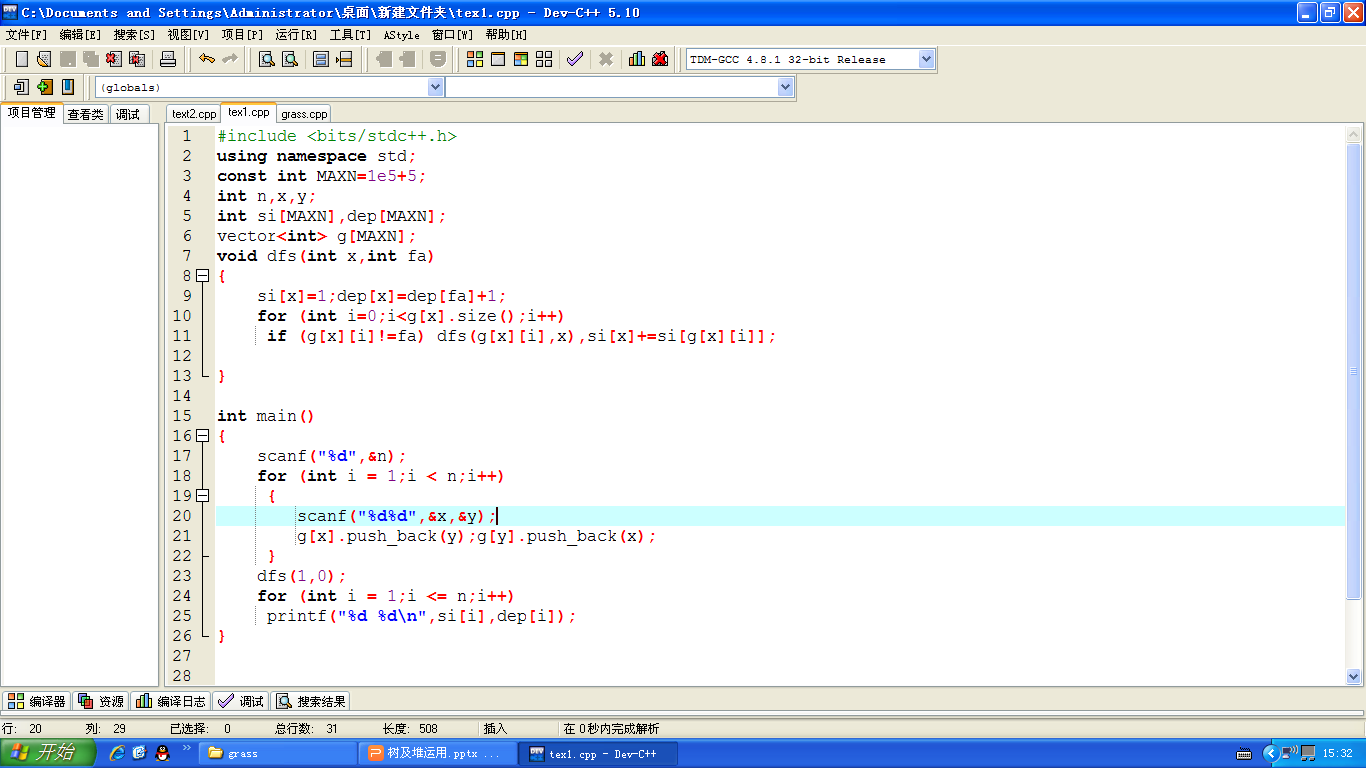 C:\Documents and Settings\Administrator\桌面\新建文件夹\tex1.cpp - Dev-C++ 5.10
文件[F] 编辑[E] 搜索[S] 视图[V] 项目[P] 运行[R] 工具[T] AStyle 窗口[W] 帮助[H]
TDM-GCC 4.8.1 32-bit Release
(globals)
项目管理 查看类 调试 text2.cpp tex1.cpp grass.cpp
1 #include <bits/stdc++.h>
2 using namespace std;
3 const int MAXN=1e5+5;
4 int n,x,y;
5 int si[MAXN],dep[MAXN];
6 vector<int> g[MAXN];
7 void dfs(int x,int fa)
8 {
9 si[x]=1;dep[x]=dep[fa]+1;
10 for (int i=0;i<g[x].size();i++)
11 if (g[x][i]!=fa) dfs(g[x][i],x),si[x]+=si[g[x][i]];
12
13 }
14
15 int main()
16 {
17 scanf("%d",&n);
18 for (int i = 1;i < n;i++)
19 {
20 scanf("%d%d",&x,&y);
21 g[x].push_back(y);g[y].push_back(x);
22 }
23 dfs(1,0);
24 for (int i = 1;i <= n;i++)
25 printf("%d %d\n",si[i],dep[i]);
26 }
27
28
编译器 资源 编译日志 调试 搜索结果
行: 20 列: 29 已选择: 0 总行数: 31 长度: 508 插入 在 0 秒内完成解析
开始 grass 树及堆运用.pptx ... tex1.cpp - Dev-C++ 15:32